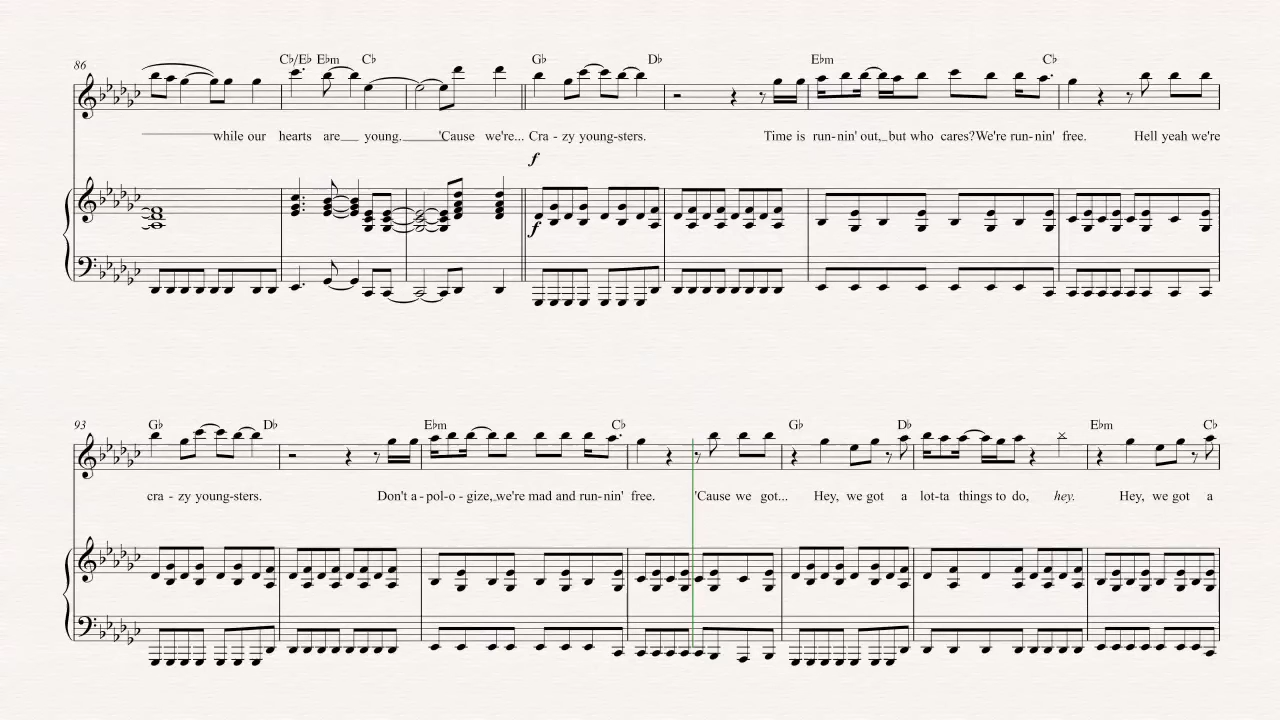 86
C♭/E♭ E♭m C♭ G♭ D♭ E♭m C♭
while our hearts are__ young.____ 'Cause we're... Cra - zy young-sters. Time is run-nin' out,_ but who cares? We're run-nin' free. Hell yeah we're
f
f
93
G♭ D♭ E♭m C♭ G♭ D♭ E♭m C♭
cra - zy young-sters. Don't a-pol-o-gize,_ we're mad and run-nin' free. 'Cause we got... Hey, we got a lot-ta things to do, hey. Hey, we got a